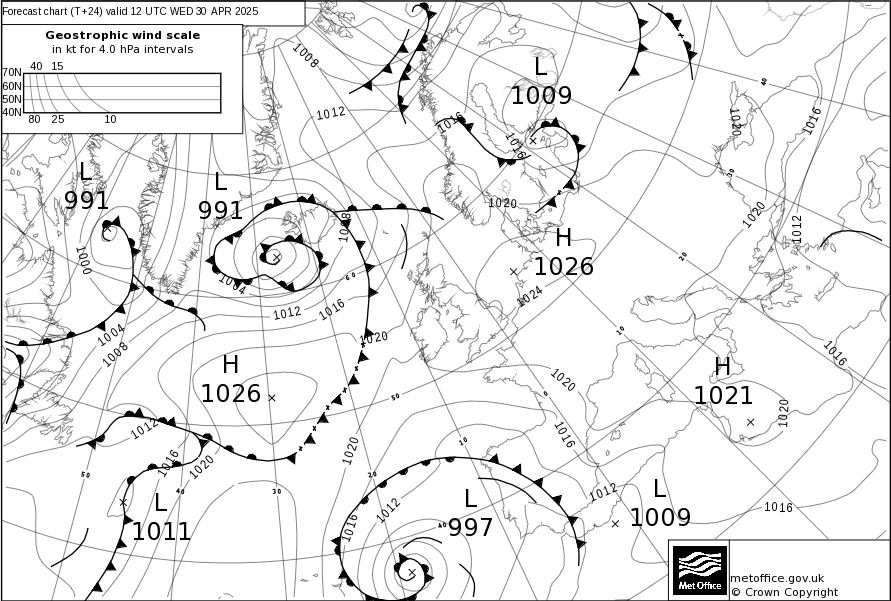 Forecast chart (T+24) valid 12 UTC WED 30 APR 2025
Geostrophic wind scale
in kt for 4.0 hPa intervals
40 15
70N
60N
50N
40N
80 25 10
1008
1012
1016
L
1009
1016
40
1020
1016
L
991
L
991
30
1020
1020
1012
1008
H
1026
1000
20
1004
60
1024
1012
1016
1004
1008
1020
10
1016
H
1026
H
1021
1020
0
50
1020
1012
1016
10
1020
1016
1020
50
40
30
20
L
1011
1016
1012
L
997
40
1012
L
1009
1016
Met Office
metoffice.gov.uk
© Crown Copyright